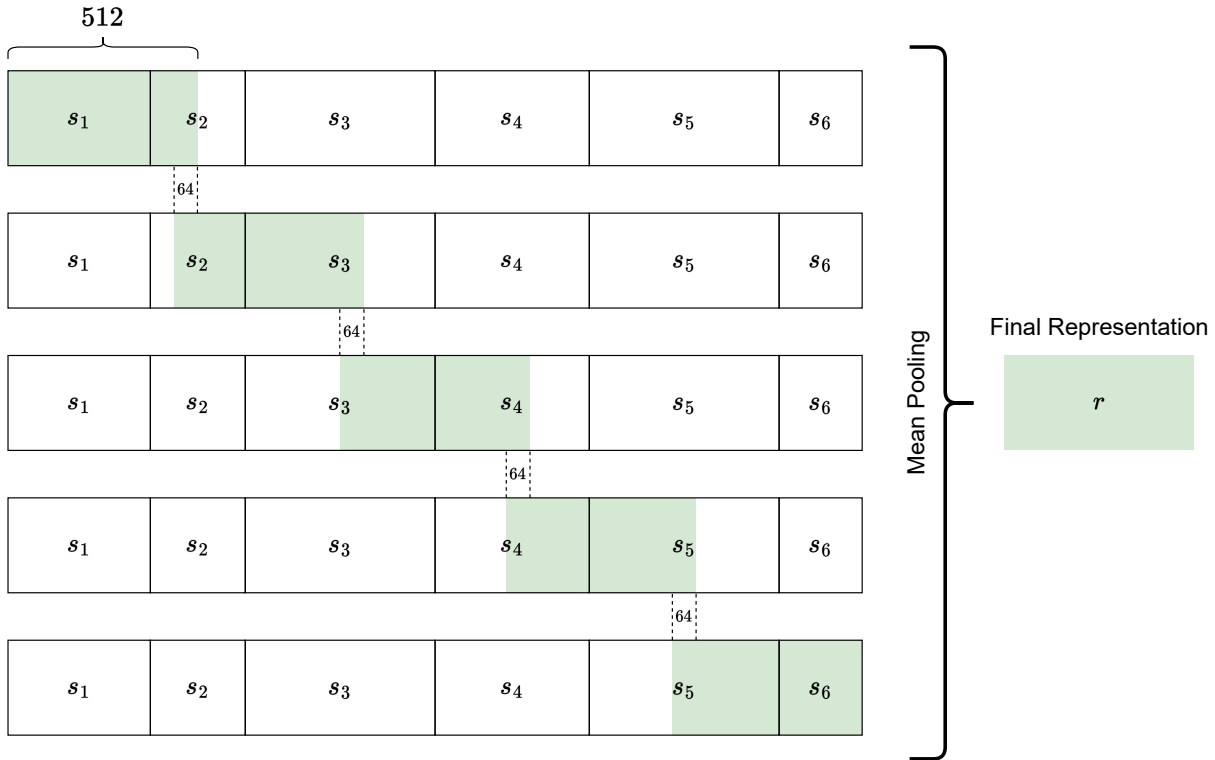 512
s₁ s₂ s₃ s₄ s₅ s₆
64
s₁ s₂ s₃ s₄ s₅ s₆
64
s₁ s₂ s₃ s₄ s₅ s₆
64
s₁ s₂ s₃ s₄ s₅ s₆
64
s₁ s₂ s₃ s₄ s₅ s₆
Mean Pooling
Final Representation
r